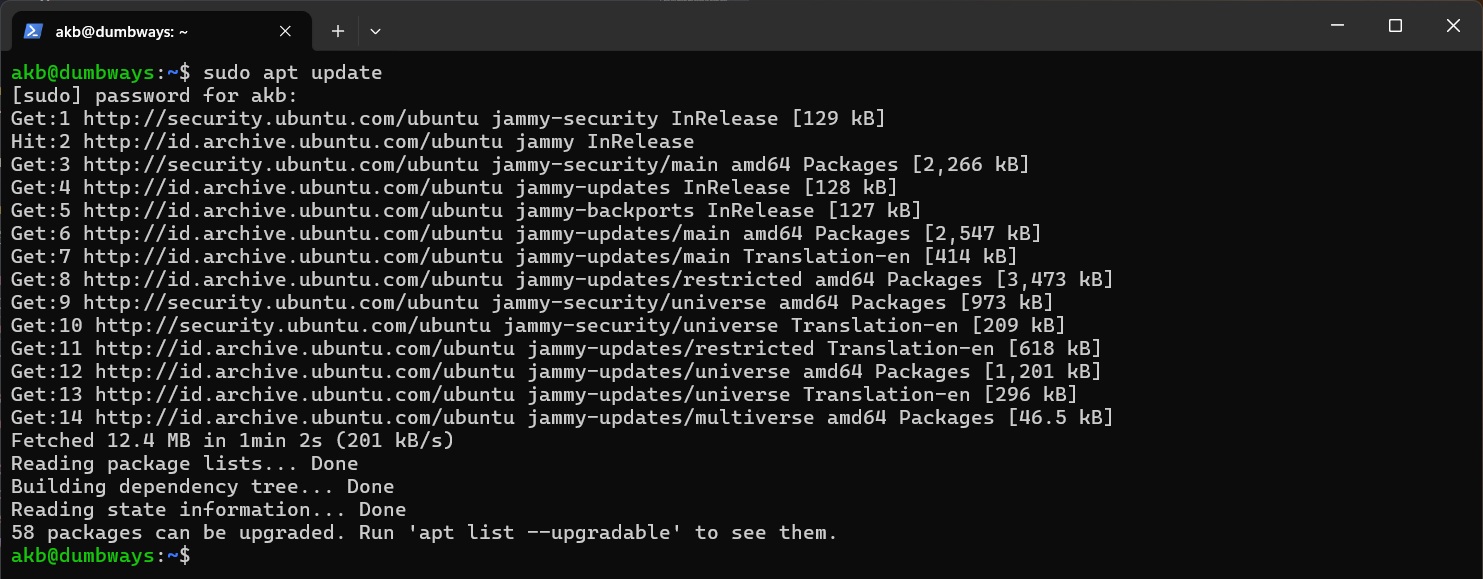 akb@dumbways: ~
akb@dumbways:~$ sudo apt update
[sudo] password for akb:
Get:1 http://security.ubuntu.com/ubuntu jammy-security InRelease [129 kB]
Hit:2 http://id.archive.ubuntu.com/ubuntu jammy InRelease
Get:3 http://security.ubuntu.com/ubuntu jammy-security/main amd64 Packages [2,266 kB]
Get:4 http://id.archive.ubuntu.com/ubuntu jammy-updates InRelease [128 kB]
Get:5 http://id.archive.ubuntu.com/ubuntu jammy-backports InRelease [127 kB]
Get:6 http://id.archive.ubuntu.com/ubuntu jammy-updates/main amd64 Packages [2,547 kB]
Get:7 http://id.archive.ubuntu.com/ubuntu jammy-updates/main Translation-en [414 kB]
Get:8 http://id.archive.ubuntu.com/ubuntu jammy-updates/restricted amd64 Packages [3,473 kB]
Get:9 http://security.ubuntu.com/ubuntu jammy-security/universe amd64 Packages [973 kB]
Get:10 http://security.ubuntu.com/ubuntu jammy-security/universe Translation-en [209 kB]
Get:11 http://id.archive.ubuntu.com/ubuntu jammy-updates/restricted Translation-en [618 kB]
Get:12 http://id.archive.ubuntu.com/ubuntu jammy-updates/universe amd64 Packages [1,201 kB]
Get:13 http://id.archive.ubuntu.com/ubuntu jammy-updates/universe Translation-en [296 kB]
Get:14 http://id.archive.ubuntu.com/ubuntu jammy-updates/multiverse amd64 Packages [46.5 kB]
Fetched 12.4 MB in 1min 2s (201 kB/s)
Reading package lists... Done
Building dependency tree... Done
Reading state information... Done
58 packages can be upgraded. Run 'apt list --upgradable' to see them.
akb@dumbways:~$